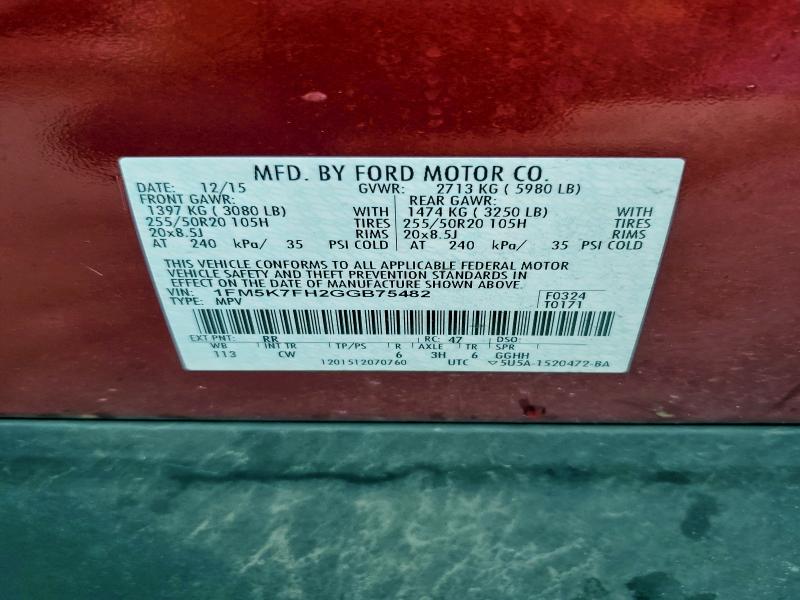 MFD. BY FORD MOTOR CO.
DATE: 12/15 GVWR: 2713 KG ( 5980 LB)
FRONT GAWR: REAR GAWR:
1397 KG ( 3080 LB) WITH 1474 KG ( 3250 LB) WITH
255/50R20 105H TIRES 255/50R20 105H TIRES
20x8.5J RIMS 20x8.5J RIMS
AT 240 kPa/ 35 PSI COLD AT 240 kPa/ 35 PSI COLD
THIS VEHICLE CONFORMS TO ALL APPLICABLE FEDERAL MOTOR
VEHICLE SAFETY AND THEFT PREVENTION STANDARDS IN
EFFECT ON THE DATE OF MANUFACTURE SHOWN ABOVE.
VIN: 1FM5K7FH2GGB75482 F0324
TYPE: MPV T0171
EXT PNT: RR RC: 47 DSO:
WB INT TR TP/PS R AXLE TR SPR
113 CW 6 3H 6 GGHH
1201512070760 UTC 5U5A-1520472-BA